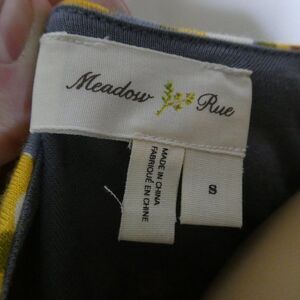 Meadow Rue
MADE IN CHINA
FABRIQUÉ EN CHINE
S